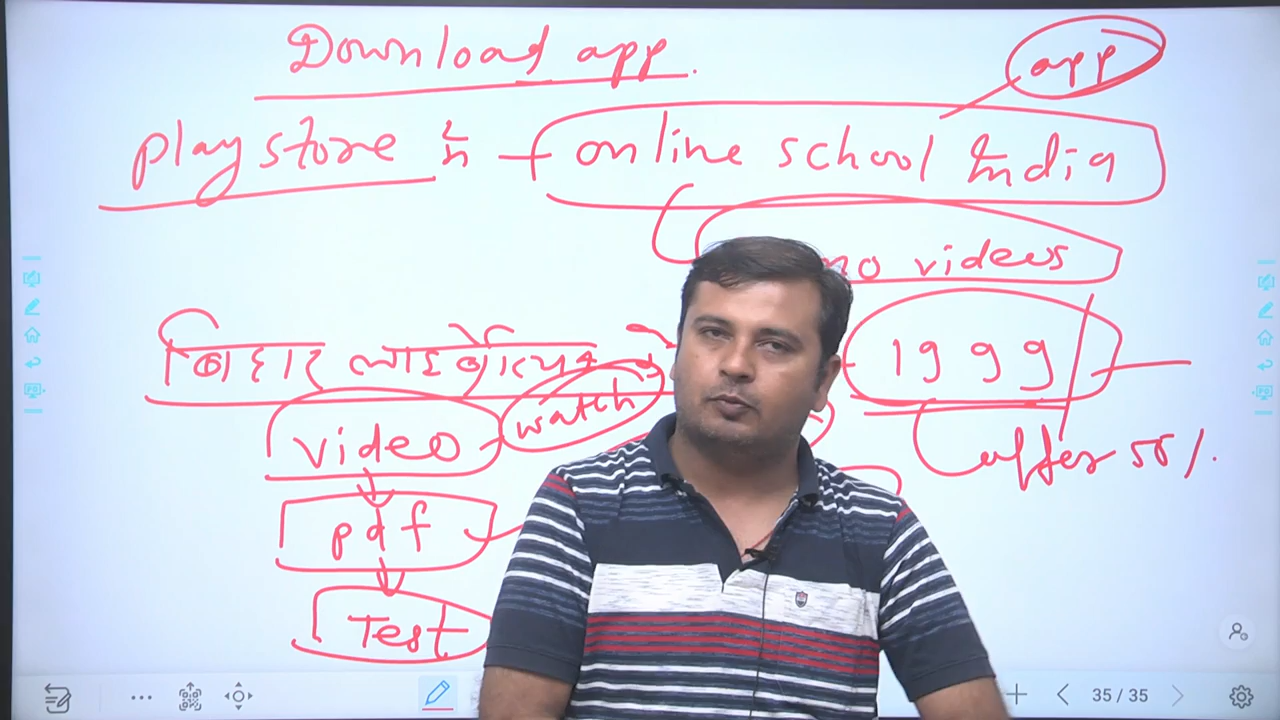 Download app.
app
playstore में – online school India
mo videos
बिहार लाइब्रेरियन
1999
video – watch
offer 50%.
pdf
Test
35 / 35